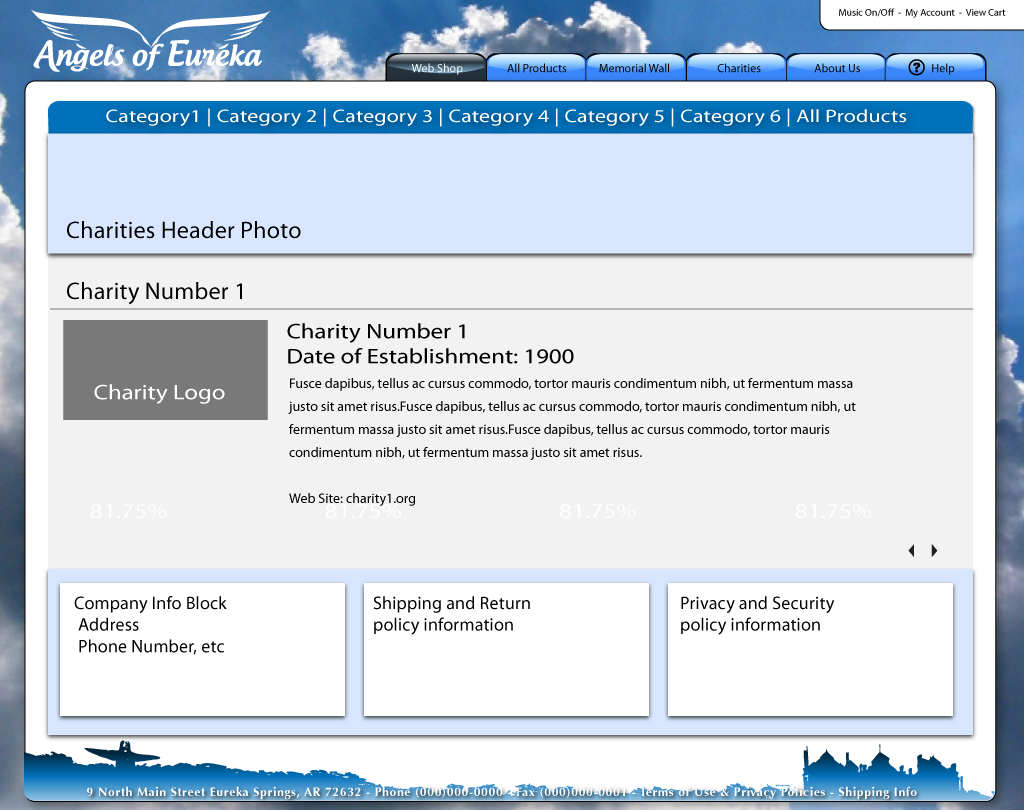 Music On/Off - My Account - View Cart
Angels of Euréka
Web Shop All Products Memorial Wall Charities About Us ? Help
Category1 | Category 2 | Category 3 | Category 4 | Category 5 | Category 6 | All Products
Charities Header Photo
Charity Number 1
Charity Logo
Charity Number 1
Date of Establishment: 1900
Fusce dapibus, tellus ac cursus commodo, tortor mauris condimentum nibh, ut fermentum massa
justo sit amet risus.Fusce dapibus, tellus ac cursus commodo, tortor mauris condimentum nibh, ut
fermentum massa justo sit amet risus.Fusce dapibus, tellus ac cursus commodo, tortor mauris
condimentum nibh, ut fermentum massa justo sit amet risus.
Web Site: charity1.org
81.75% 81.75% 81.75% 81.75%
Company Info Block
Address
Phone Number, etc
Shipping and Return
policy information
Privacy and Security
policy information
9 North Main Street Eureka Springs, AR 72632 - Phone (000)000-0000 - Fax (000)000-0001 - Terms of Use & Privacy Policies - Shipping Info